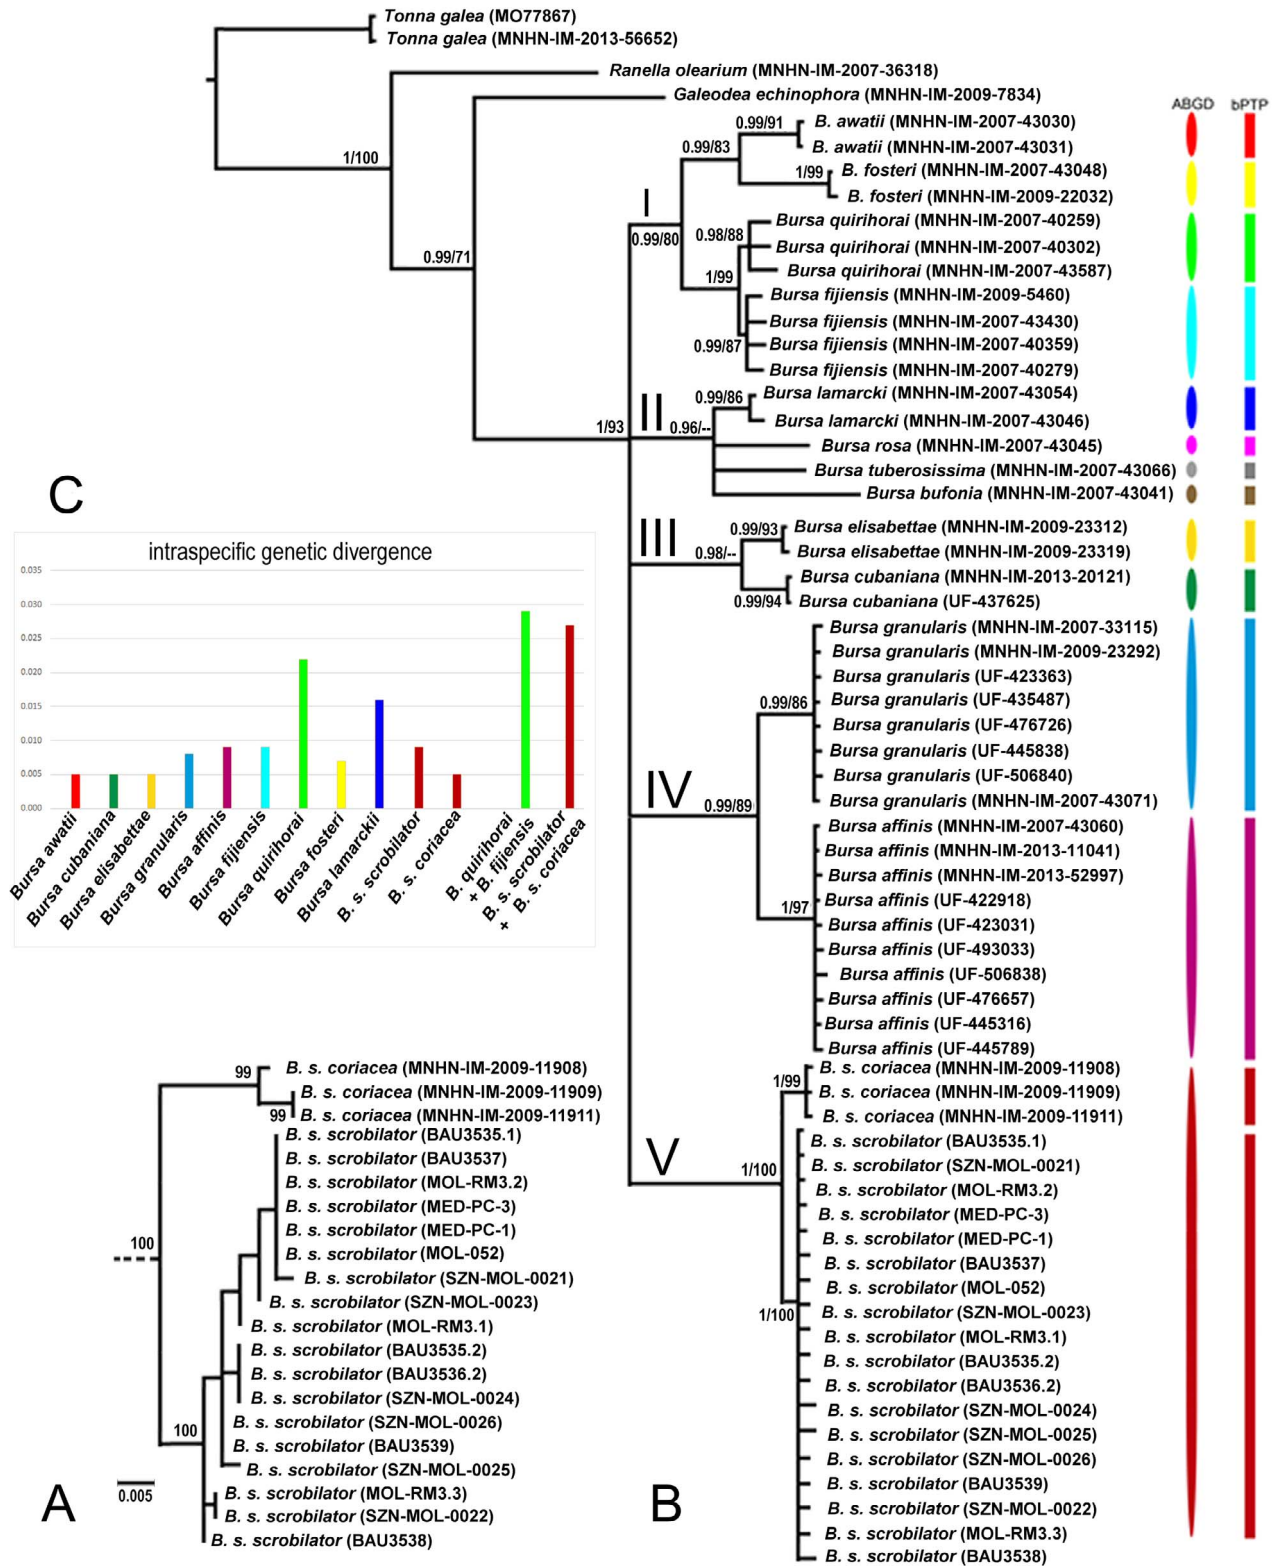 Tonna galea (MO77867)
Tonna galea (MNHN-IM-2013-56652)
Ranella olearium (MNHN-IM-2007-36318)
Galeodea echinophora (MNHN-IM-2009-7834)
ABGD bPTP
0.99/91
B. awatii (MNHN-IM-2007-43030)
0.99/83
B. awatii (MNHN-IM-2007-43031)
1/100
1/99
B. fosteri (MNHN-IM-2007-43048)
B. fosteri (MNHN-IM-2009-22032)
I
0.99/80
Bursa quirihorai (MNHN-IM-2007-40259)
0.98/88
Bursa quirihorai (MNHN-IM-2007-40302)
0.99/71
Bursa quirihorai (MNHN-IM-2007-43587)
1/99
Bursa fijiensis (MNHN-IM-2009-5460)
Bursa fijiensis (MNHN-IM-2007-43430)
0.99/87
Bursa fijiensis (MNHN-IM-2007-40359)
Bursa fijiensis (MNHN-IM-2007-40279)
0.99/86
Bursa lamarcki (MNHN-IM-2007-43054)
II
Bursa lamarcki (MNHN-IM-2007-43046)
1/93
0.96/--
Bursa rosa (MNHN-IM-2007-43045)
Bursa tuberosissima (MNHN-IM-2007-43066)
Bursa bufonia (MNHN-IM-2007-43041)
III
0.99/93
Bursa elisabettae (MNHN-IM-2009-23312)
0.98/--
Bursa elisabettae (MNHN-IM-2009-23319)
Bursa cubaniana (MNHN-IM-2013-20121)
0.99/94
Bursa cubaniana (UF-437625)
Bursa granularis (MNHN-IM-2007-33115)
Bursa granularis (MNHN-IM-2009-23292)
Bursa granularis (UF-423363)
0.99/86
Bursa granularis (UF-435487)
Bursa granularis (UF-476726)
Bursa granularis (UF-445838)
Bursa granularis (UF-506840)
Bursa granularis (MNHN-IM-2007-43071)
IV
0.99/89
Bursa affinis (MNHN-IM-2007-43060)
Bursa affinis (MNHN-IM-2013-11041)
Bursa affinis (MNHN-IM-2013-52997)
Bursa affinis (UF-422918)
1/97
Bursa affinis (UF-423031)
Bursa affinis (UF-493033)
Bursa affinis (UF-506838)
Bursa affinis (UF-476657)
Bursa affinis (UF-445316)
Bursa affinis (UF-445789)
B. s. coriacea (MNHN-IM-2009-11908)
1/99
B. s. coriacea (MNHN-IM-2009-11909)
B. s. coriacea (MNHN-IM-2009-11911)
V
1/100
B. s. scrobilator (BAU3535.1)
B. s. scrobilator (SZN-MOL-0021)
B. s. scrobilator (MOL-RM3.2)
B. s. scrobilator (MED-PC-3)
B. s. scrobilator (MED-PC-1)
B. s. scrobilator (BAU3537)
B. s. scrobilator (MOL-052)
1/100
B. s. scrobilator (SZN-MOL-0023)
B. s. scrobilator (MOL-RM3.1)
B. s. scrobilator (BAU3535.2)
B. s. scrobilator (BAU3536.2)
B. s. scrobilator (SZN-MOL-0024)
B. s. scrobilator (SZN-MOL-0025)
B. s. scrobilator (SZN-MOL-0026)
B. s. scrobilator (BAU3539)
B. s. scrobilator (SZN-MOL-0022)
B. s. scrobilator (MOL-RM3.3)
B. s. scrobilator (BAU3538)
B
C
intraspecific genetic divergence
0.035
0.030
0.025
0.020
0.015
0.010
0.005
0.000
Bursa awatii
Bursa cubaniana
Bursa elisabettae
Bursa granularis
Bursa affinis
Bursa fijiensis
Bursa quirihorai
Bursa fosteri
Bursa lamarckii
B. s. scrobilator
B. s. coriacea
B. quirihorai
+ B. fijiensis
B. s. scrobilator
+ B. s. coriacea
99
B. s. coriacea (MNHN-IM-2009-11908)
B. s. coriacea (MNHN-IM-2009-11909)
99
B. s. coriacea (MNHN-IM-2009-11911)
B. s. scrobilator (BAU3535.1)
B. s. scrobilator (BAU3537)
B. s. scrobilator (MOL-RM3.2)
B. s. scrobilator (MED-PC-3)
B. s. scrobilator (MED-PC-1)
100
B. s. scrobilator (MOL-052)
B. s. scrobilator (SZN-MOL-0021)
B. s. scrobilator (SZN-MOL-0023)
B. s. scrobilator (MOL-RM3.1)
B. s. scrobilator (BAU3535.2)
B. s. scrobilator (BAU3536.2)
B. s. scrobilator (SZN-MOL-0024)
B. s. scrobilator (SZN-MOL-0026)
100
B. s. scrobilator (BAU3539)
B. s. scrobilator (SZN-MOL-0025)
B. s. scrobilator (MOL-RM3.3)
B. s. scrobilator (SZN-MOL-0022)
B. s. scrobilator (BAU3538)
0.005
A